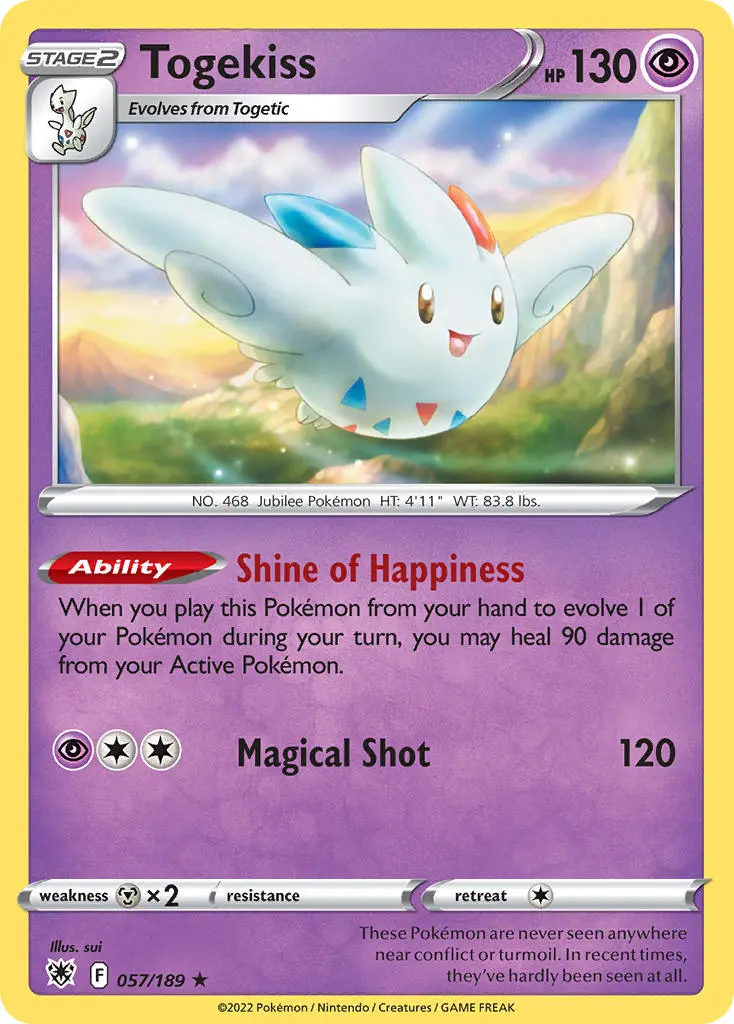 STAGE 2
Togekiss
HP 130
Evolves from Togetic
NO. 468 Jubilee Pokémon HT: 4'11" WT: 83.8 lbs.
Ability Shine of Happiness
When you play this Pokémon from your hand to evolve 1 of
your Pokémon during your turn, you may heal 90 damage
from your Active Pokémon.
Magical Shot 120
weakness ×2 resistance retreat
Illus. sui
F 057/189 ★
These Pokémon are never seen anywhere
near conflict or turmoil. In recent times,
they've hardly been seen at all.
©2022 Pokémon / Nintendo / Creatures / GAME FREAK